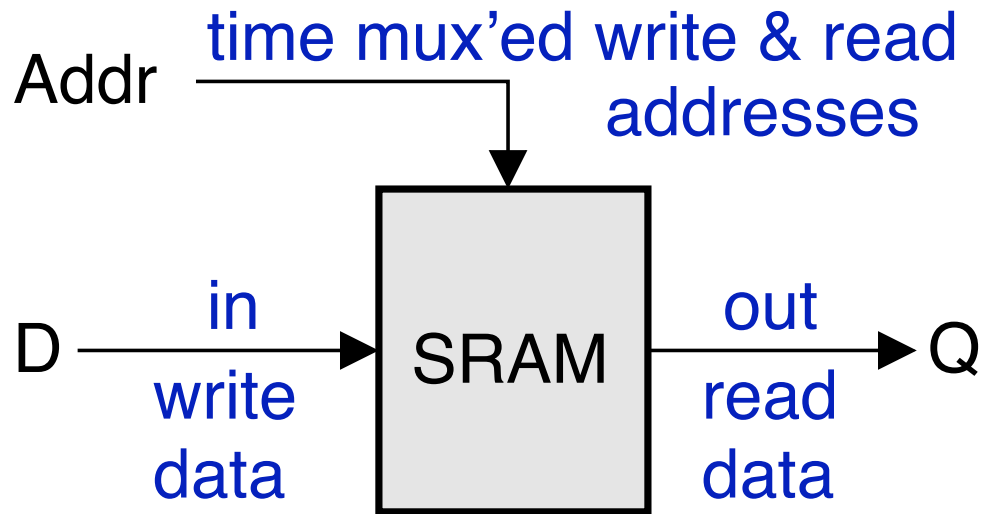 time mux’ed write & read
Addr
addresses
in
out
D
SRAM
Q
write
read
data
data